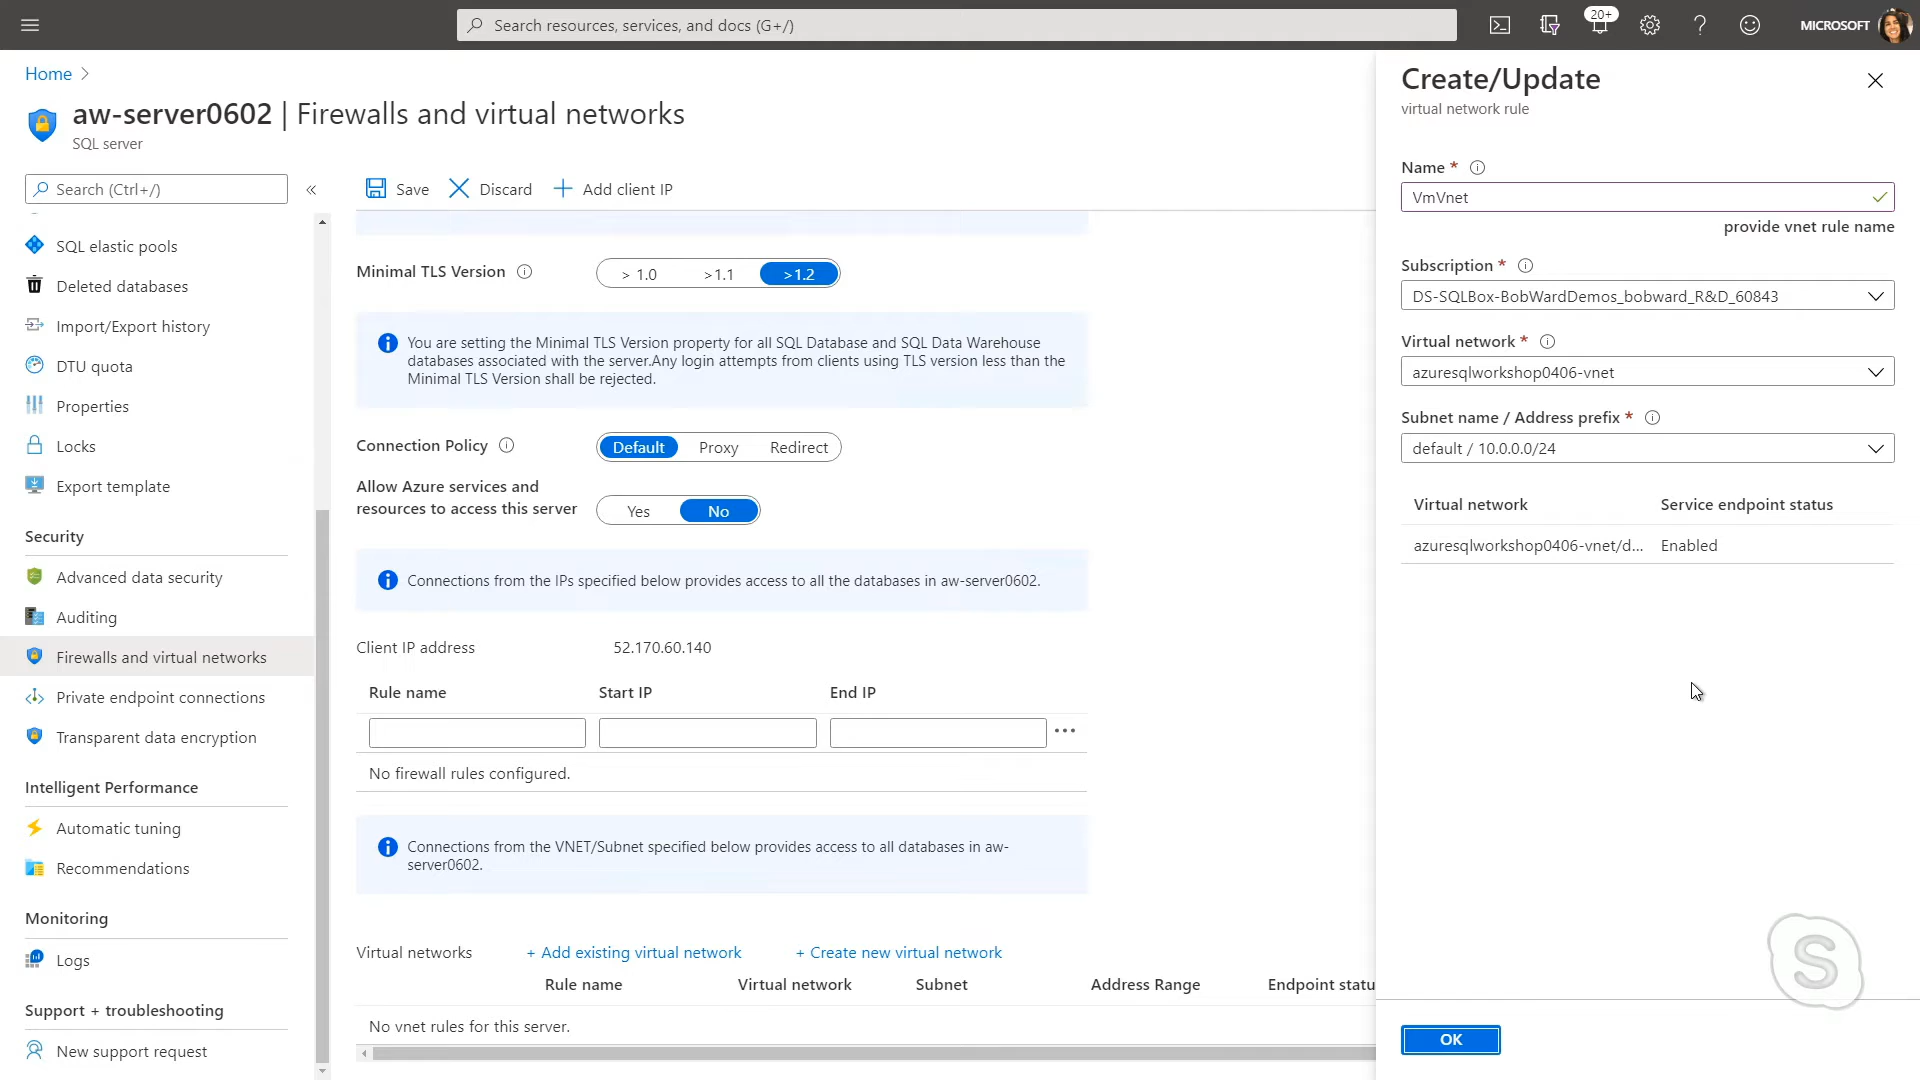 Search resources, services, and docs (G+/)
20+
MICROSOFT
Home
aw-server0602 | Firewalls and virtual networks
SQL server
Search (Ctrl+/)
«
SQL elastic pools
Deleted databases
Import/Export history
DTU quota
Properties
Locks
Export template
Security
Advanced data security
Auditing
Firewalls and virtual networks
Private endpoint connections
Transparent data encryption
Intelligent Performance
Automatic tuning
Recommendations
Monitoring
Logs
Support + troubleshooting
New support request
Save
Discard
Add client IP
Minimal TLS Version
> 1.0
>1.1
>1.2
You are setting the Minimal TLS Version property for all SQL Database and SQL Data Warehouse
databases associated with the server.Any login attempts from clients using TLS version less than the
Minimal TLS Version shall be rejected.
Connection Policy
Default
Proxy
Redirect
Allow Azure services and
resources to access this server
Yes
No
Connections from the IPs specified below provides access to all the databases in aw-server0602.
Client IP address
52.170.60.140
Rule name
Start IP
End IP
No firewall rules configured.
Connections from the VNET/Subnet specified below provides access to all databases in aw-
server0602.
Virtual networks
+ Add existing virtual network
+ Create new virtual network
Rule name
Virtual network
Subnet
Address Range
Endpoint statu
No vnet rules for this server.
Create/Update
virtual network rule
Name *
VmVnet
provide vnet rule name
Subscription *
DS-SQLBox-BobWardDemos_bobward_R&D_60843
Virtual network *
azuresqlworkshop0406-vnet
Subnet name / Address prefix *
default / 10.0.0.0/24
Virtual network
Service endpoint status
azuresqlworkshop0406-vnet/d...
Enabled
OK